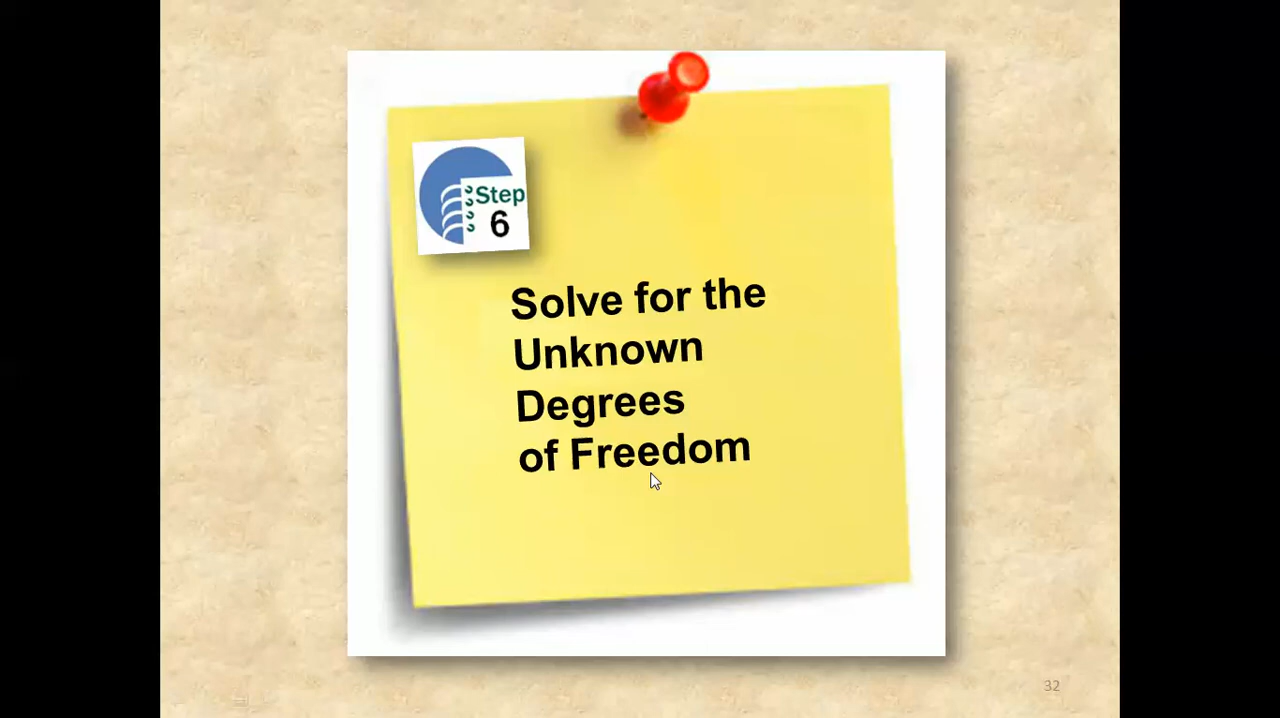 Step
6
Solve for the
Unknown
Degrees
of Freedom
32